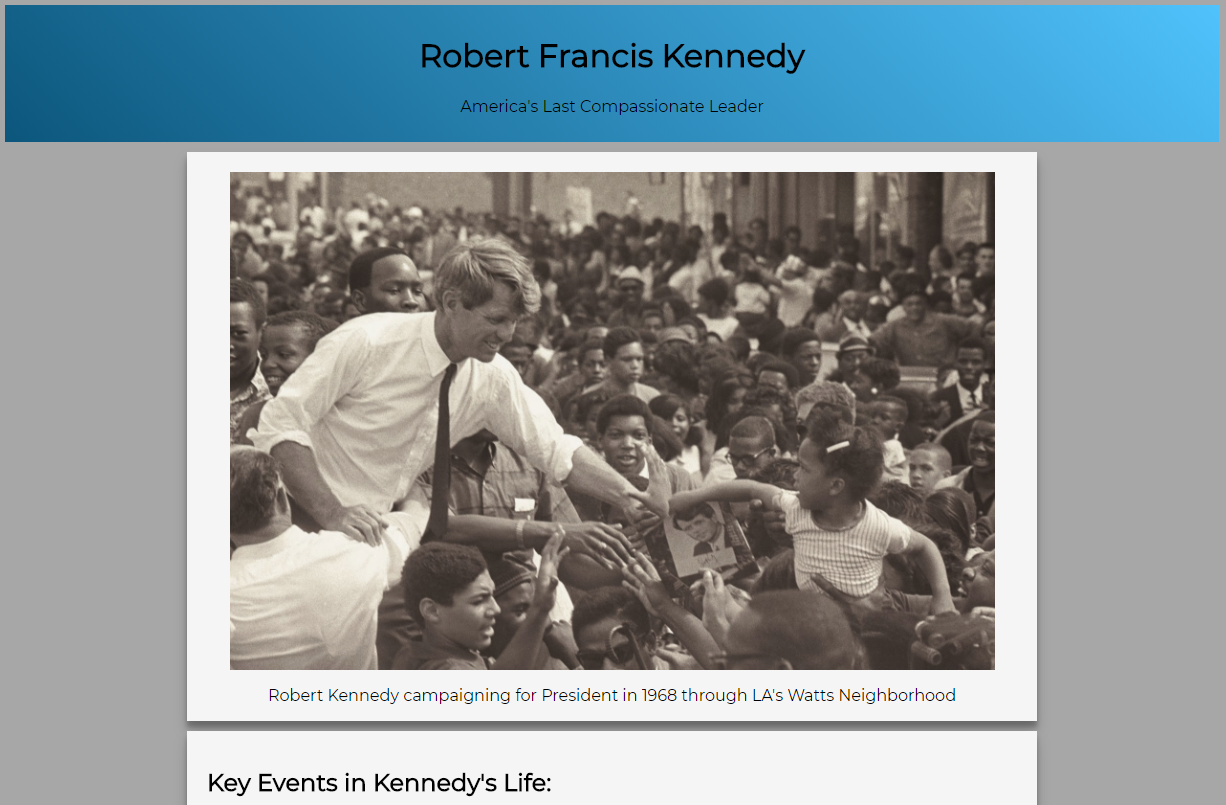 Robert Francis Kennedy
America's Last Compassionate Leader
Robert Kennedy campaigning for President in 1968 through LA's Watts Neighborhood
Key Events in Kennedy's Life: